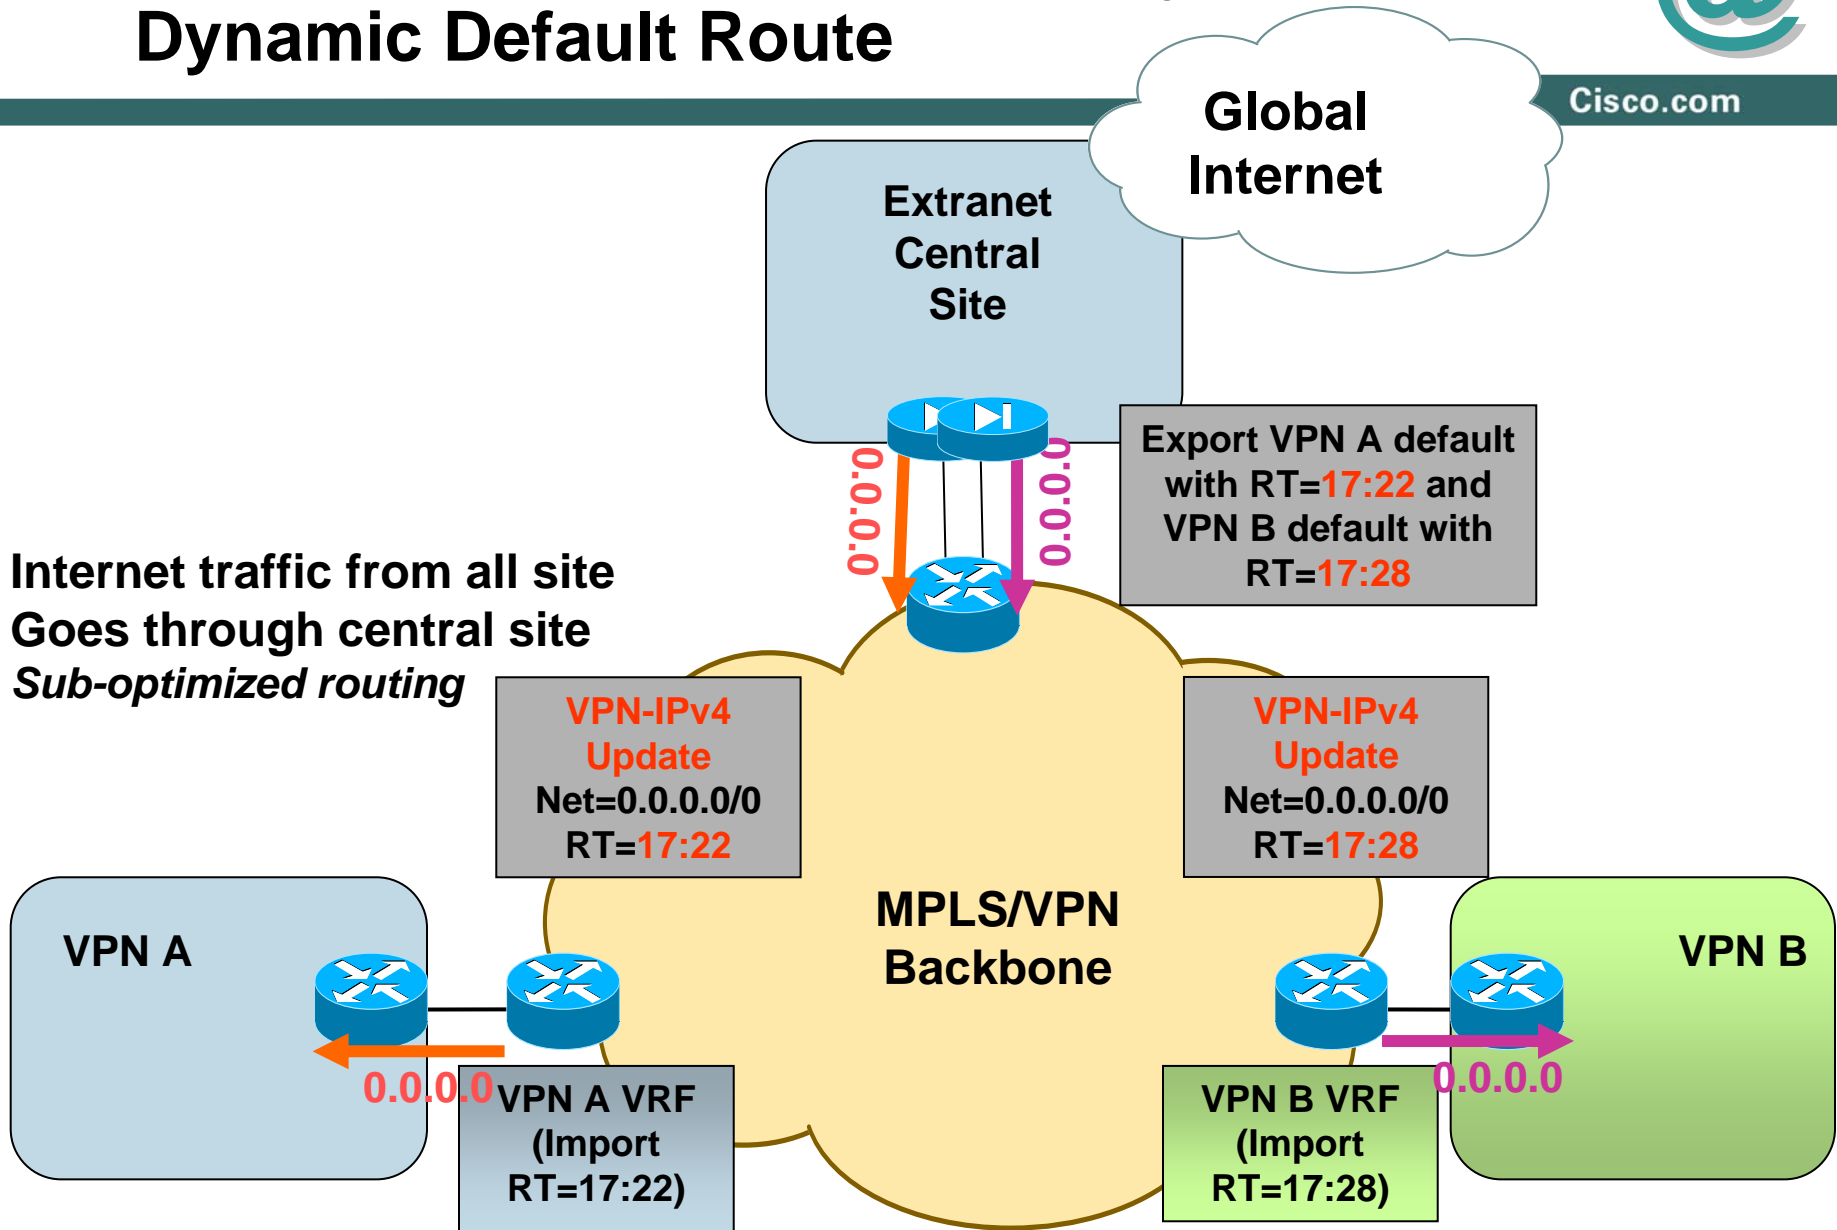 Dynamic Default Route
Cisco.com
Global
Internet
Extranet
Central
Site
0.0.0.0
0.0.0.0
Export VPN A default
with RT=17:22 and
VPN B default with
RT=17:28
Internet traffic from all site
Goes through central site
Sub-optimized routing
VPN-IPv4
Update
Net=0.0.0.0/0
RT=17:22
VPN-IPv4
Update
Net=0.0.0.0/0
RT=17:28
MPLS/VPN
Backbone
VPN A
VPN B
0.0.0.0
0.0.0.0
VPN A VRF
(Import
RT=17:22)
VPN B VRF
(Import
RT=17:28)